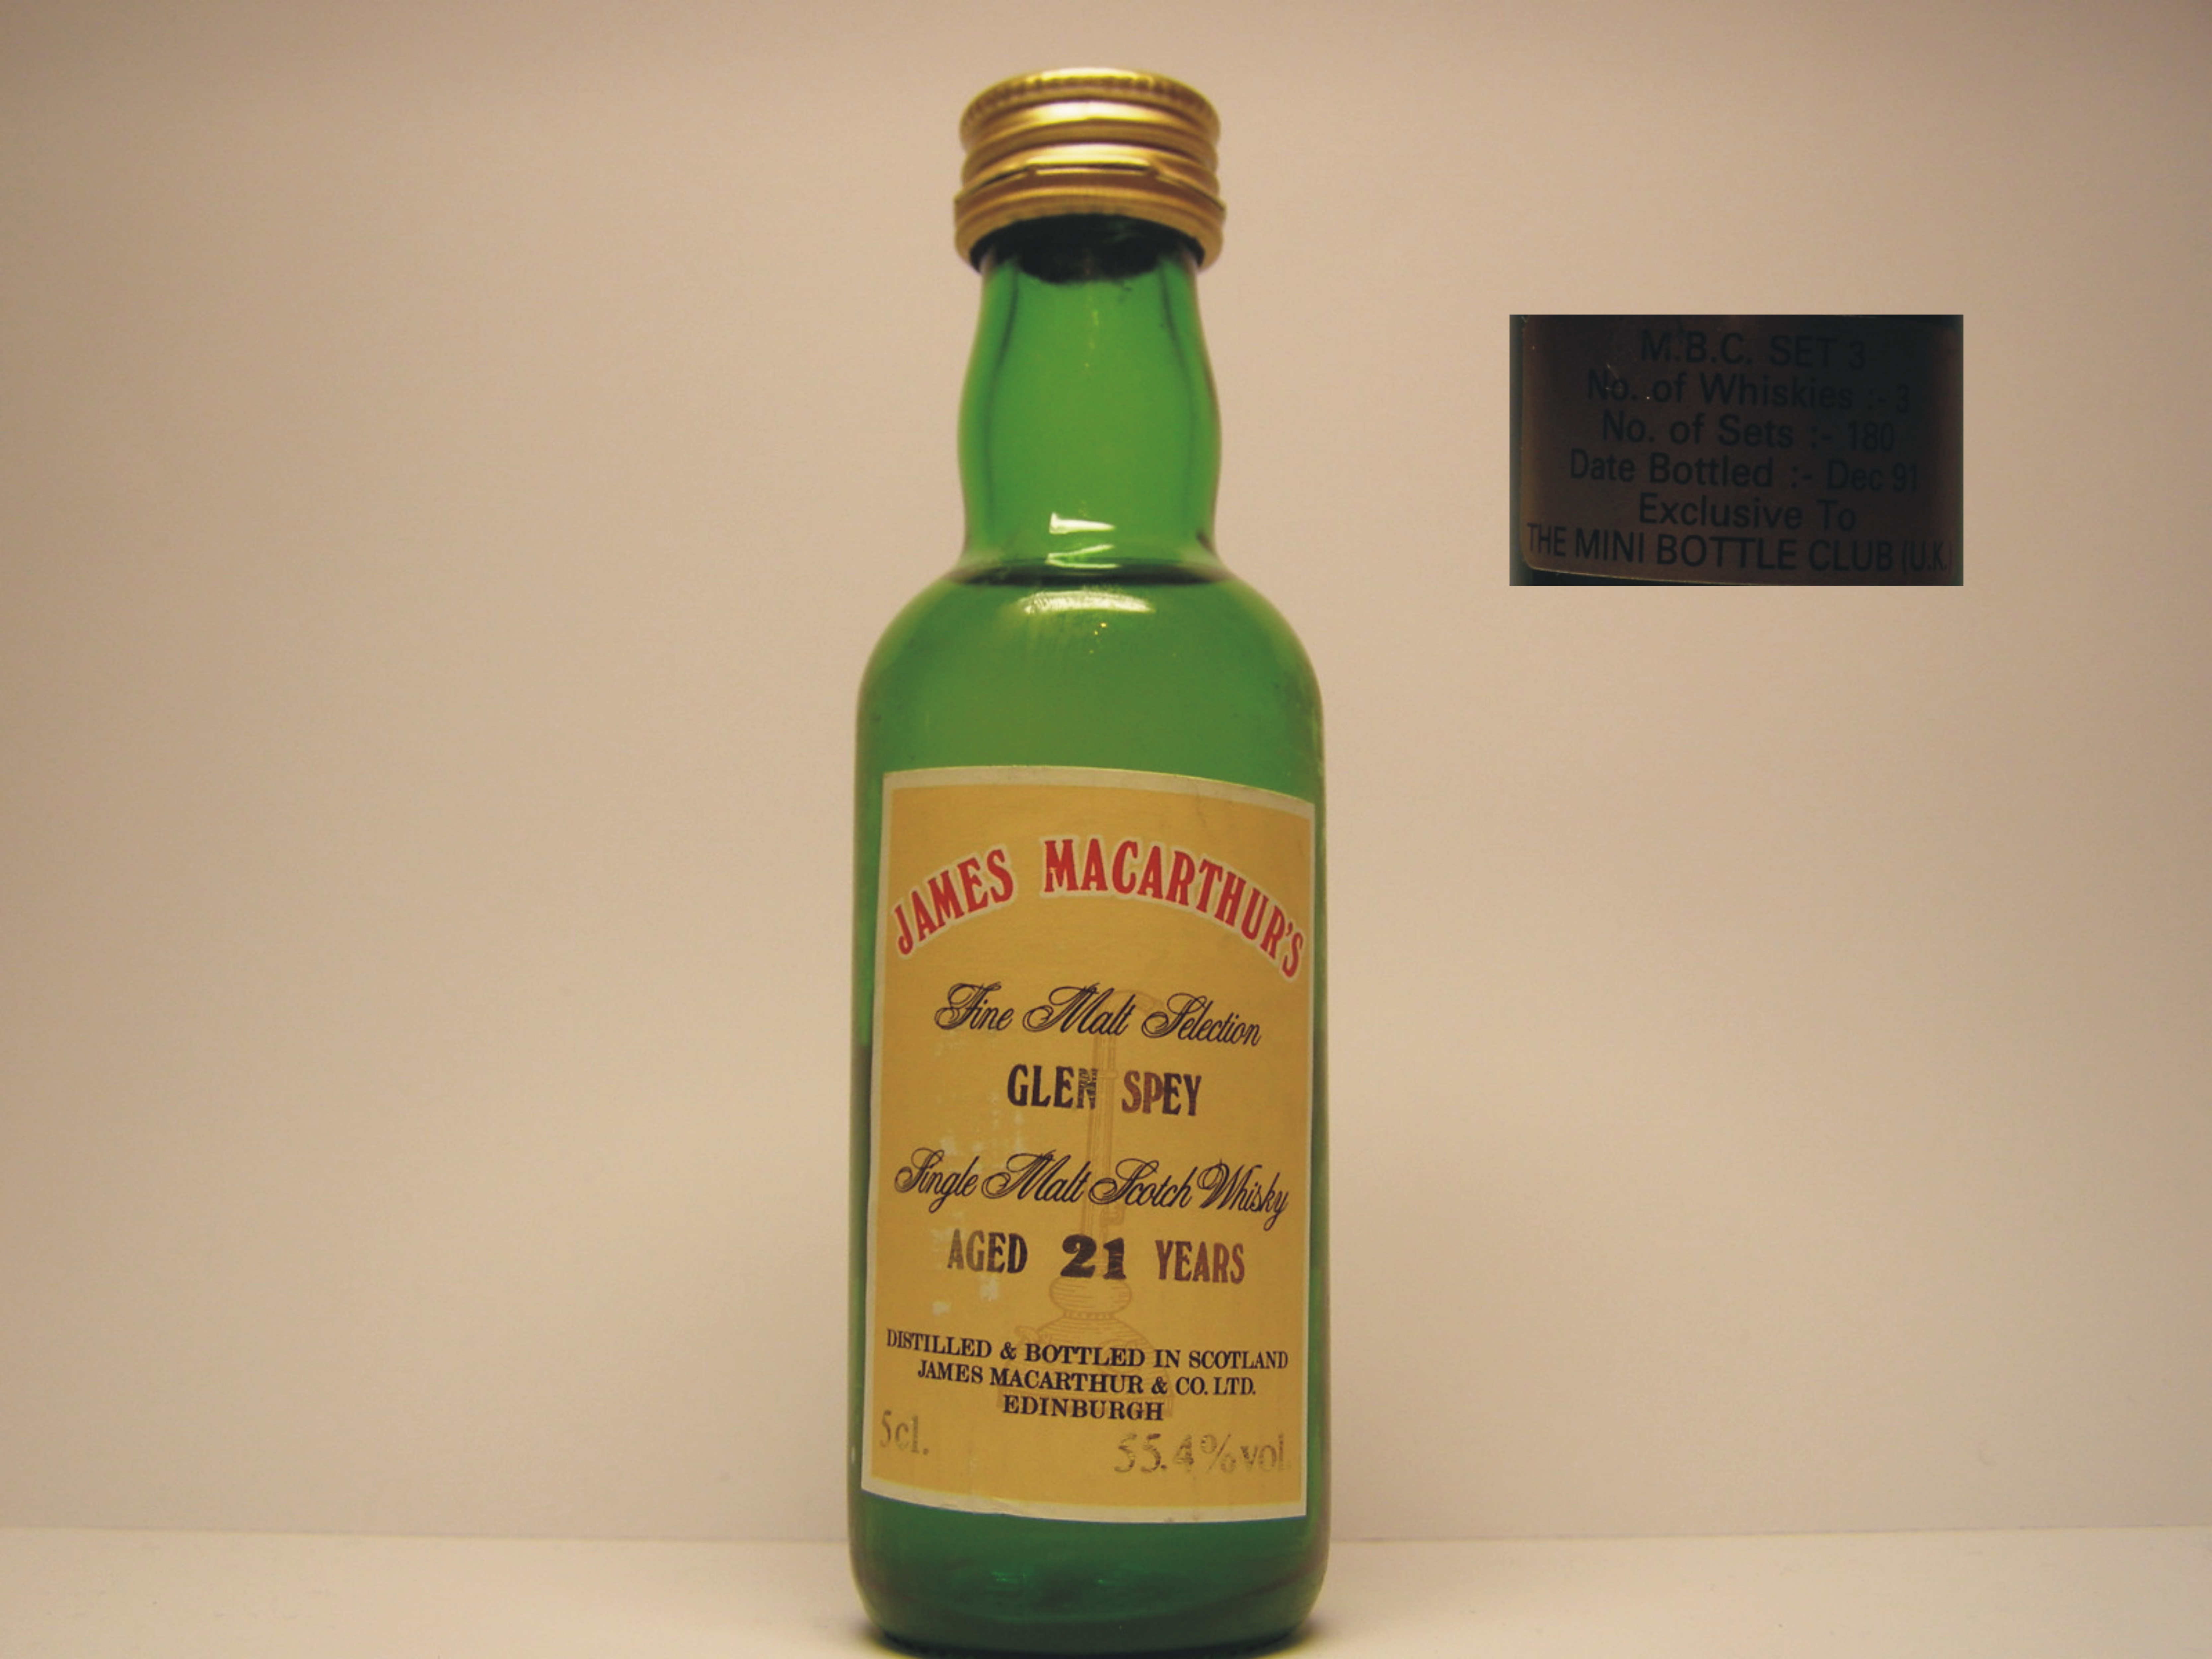 JAMES MACARTHUR'S
Fine Malt Selection
GLEN SPEY
Single Malt Scotch Whisky
AGED 21 YEARS
DISTILLED & BOTTLED IN SCOTLAND
JAMES MACARTHUR & CO. LTD.
EDINBURGH
5cl.
55.4%vol.
M.B.C. SET 3
No. of Whiskies :- 3
No. of Sets :- 180
Date Bottled :- Dec 91
Exclusive To
THE MINI BOTTLE CLUB (U.K.)